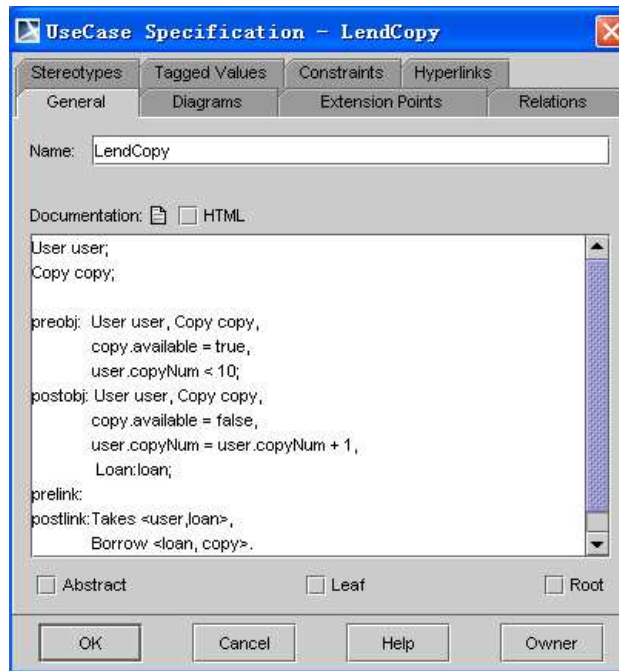 UseCase Specification - LendCopy
Stereotypes Tagged Values Constraints Hyperlinks
General Diagrams Extension Points Relations
Name: LendCopy
Documentation: HTML
User user;
Copy copy;
preobj: User user, Copy copy,
copy.available = true,
user.copyNum < 10;
postobj: User user, Copy copy,
copy.available = false,
user.copyNum = user.copyNum + 1,
Loan:loan;
prelink:
postlink:Takes <user,loan>,
Borrow <loan, copy>.
Abstract Leaf Root
OK Cancel Help Owner